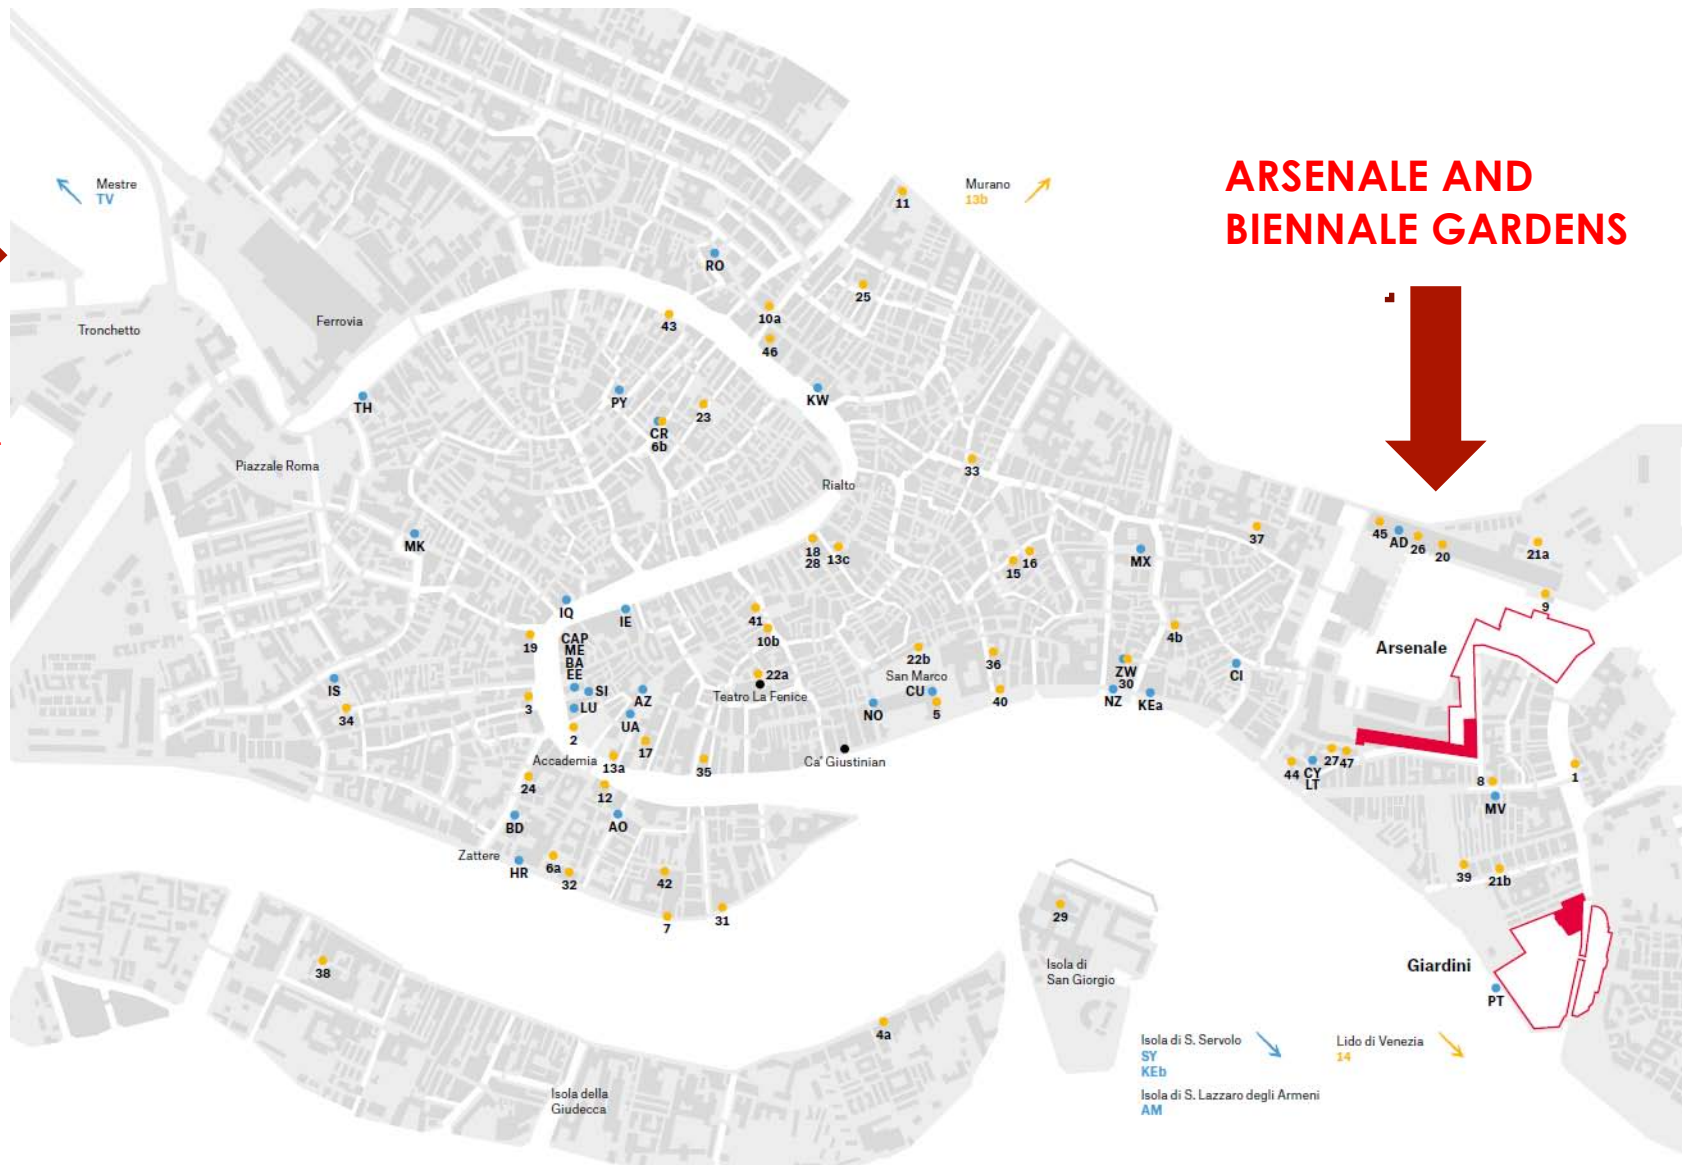 ARSENALE AND
BIENNALE GARDENS
Mestre
TV
Murano
13b
11
RO
25
10a
43
46
Ferrovia
Tronchetto
TH
PY
KW
23
CR
6b
Piazzale Roma
33
Rialto
MK
18
28
13c
15
16
MX
37
45
AD
26
20
21a
9
IQ
IE
41
10b
4b
19
CAP
ME
BA
EE
SI
LU
2
22a
Teatro La Fenice
22b
San Marco
CU
5
36
40
ZW
30
NZ
KEa
CI
Arsenale
IS
34
3
AZ
UA
17
NO
Accademia
13a
35
Ca' Giustinian
44
CY
LT
27
47
8
MV
1
24
12
BD
AO
Zattere
HR
6a
32
42
7
31
39
21b
29
Isola di
San Giorgio
Giardini
PT
38
4a
Isola della
Giudecca
Isola di S. Servolo
SY
KEb
Isola di S. Lazzaro degli Armeni
AM
Lido di Venezia
14